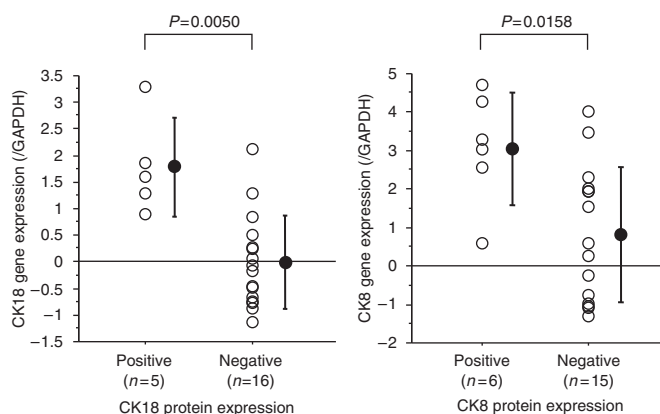 P=0.0050
CK18 gene expression (/GAPDH)
3.5
3
2.5
2
1.5
1
0.5
0
−0.5
−1
−1.5
Positive
(n=5)
Negative
(n=16)
CK18 protein expression
P=0.0158
CK8 gene expression (/GAPDH)
5
4
3
2
1
0
−1
−2
Positive
(n=6)
Negative
(n=15)
CK8 protein expression